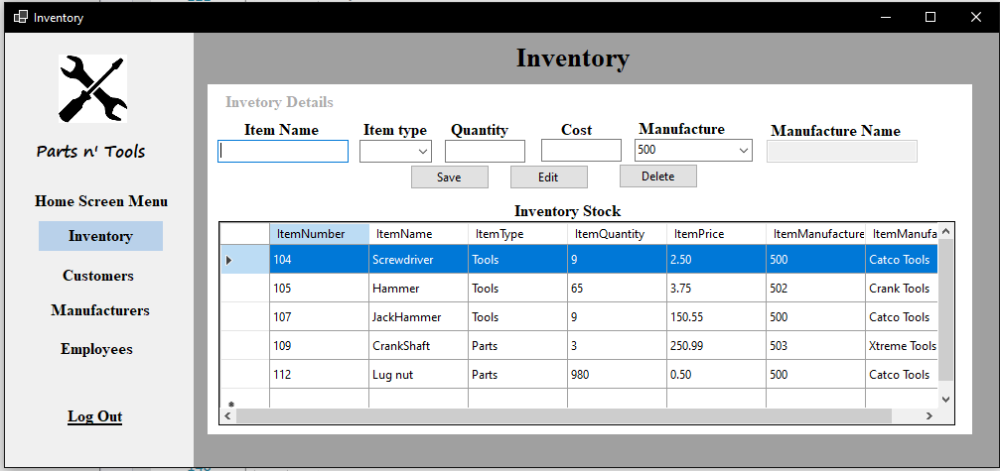 Inventory
Inventory
Parts n' Tools
Home Screen Menu
Inventory
Customers
Manufacturers
Employees
Log Out
Invetory Details
Item Name Item type Quantity Cost Manufacture Manufacture Name
500
Save Edit Delete
Inventory Stock
ItemNumber ItemName ItemType ItemQuantity ItemPrice ItemManufacture ItemManufa
104 Screwdriver Tools 9 2.50 500 Catco Tools
105 Hammer Tools 65 3.75 502 Crank Tools
107 JackHammer Tools 9 150.55 500 Catco Tools
109 CrankShaft Parts 3 250.99 503 Xtreme Tools
112 Lug nut Parts 980 0.50 500 Catco Tools